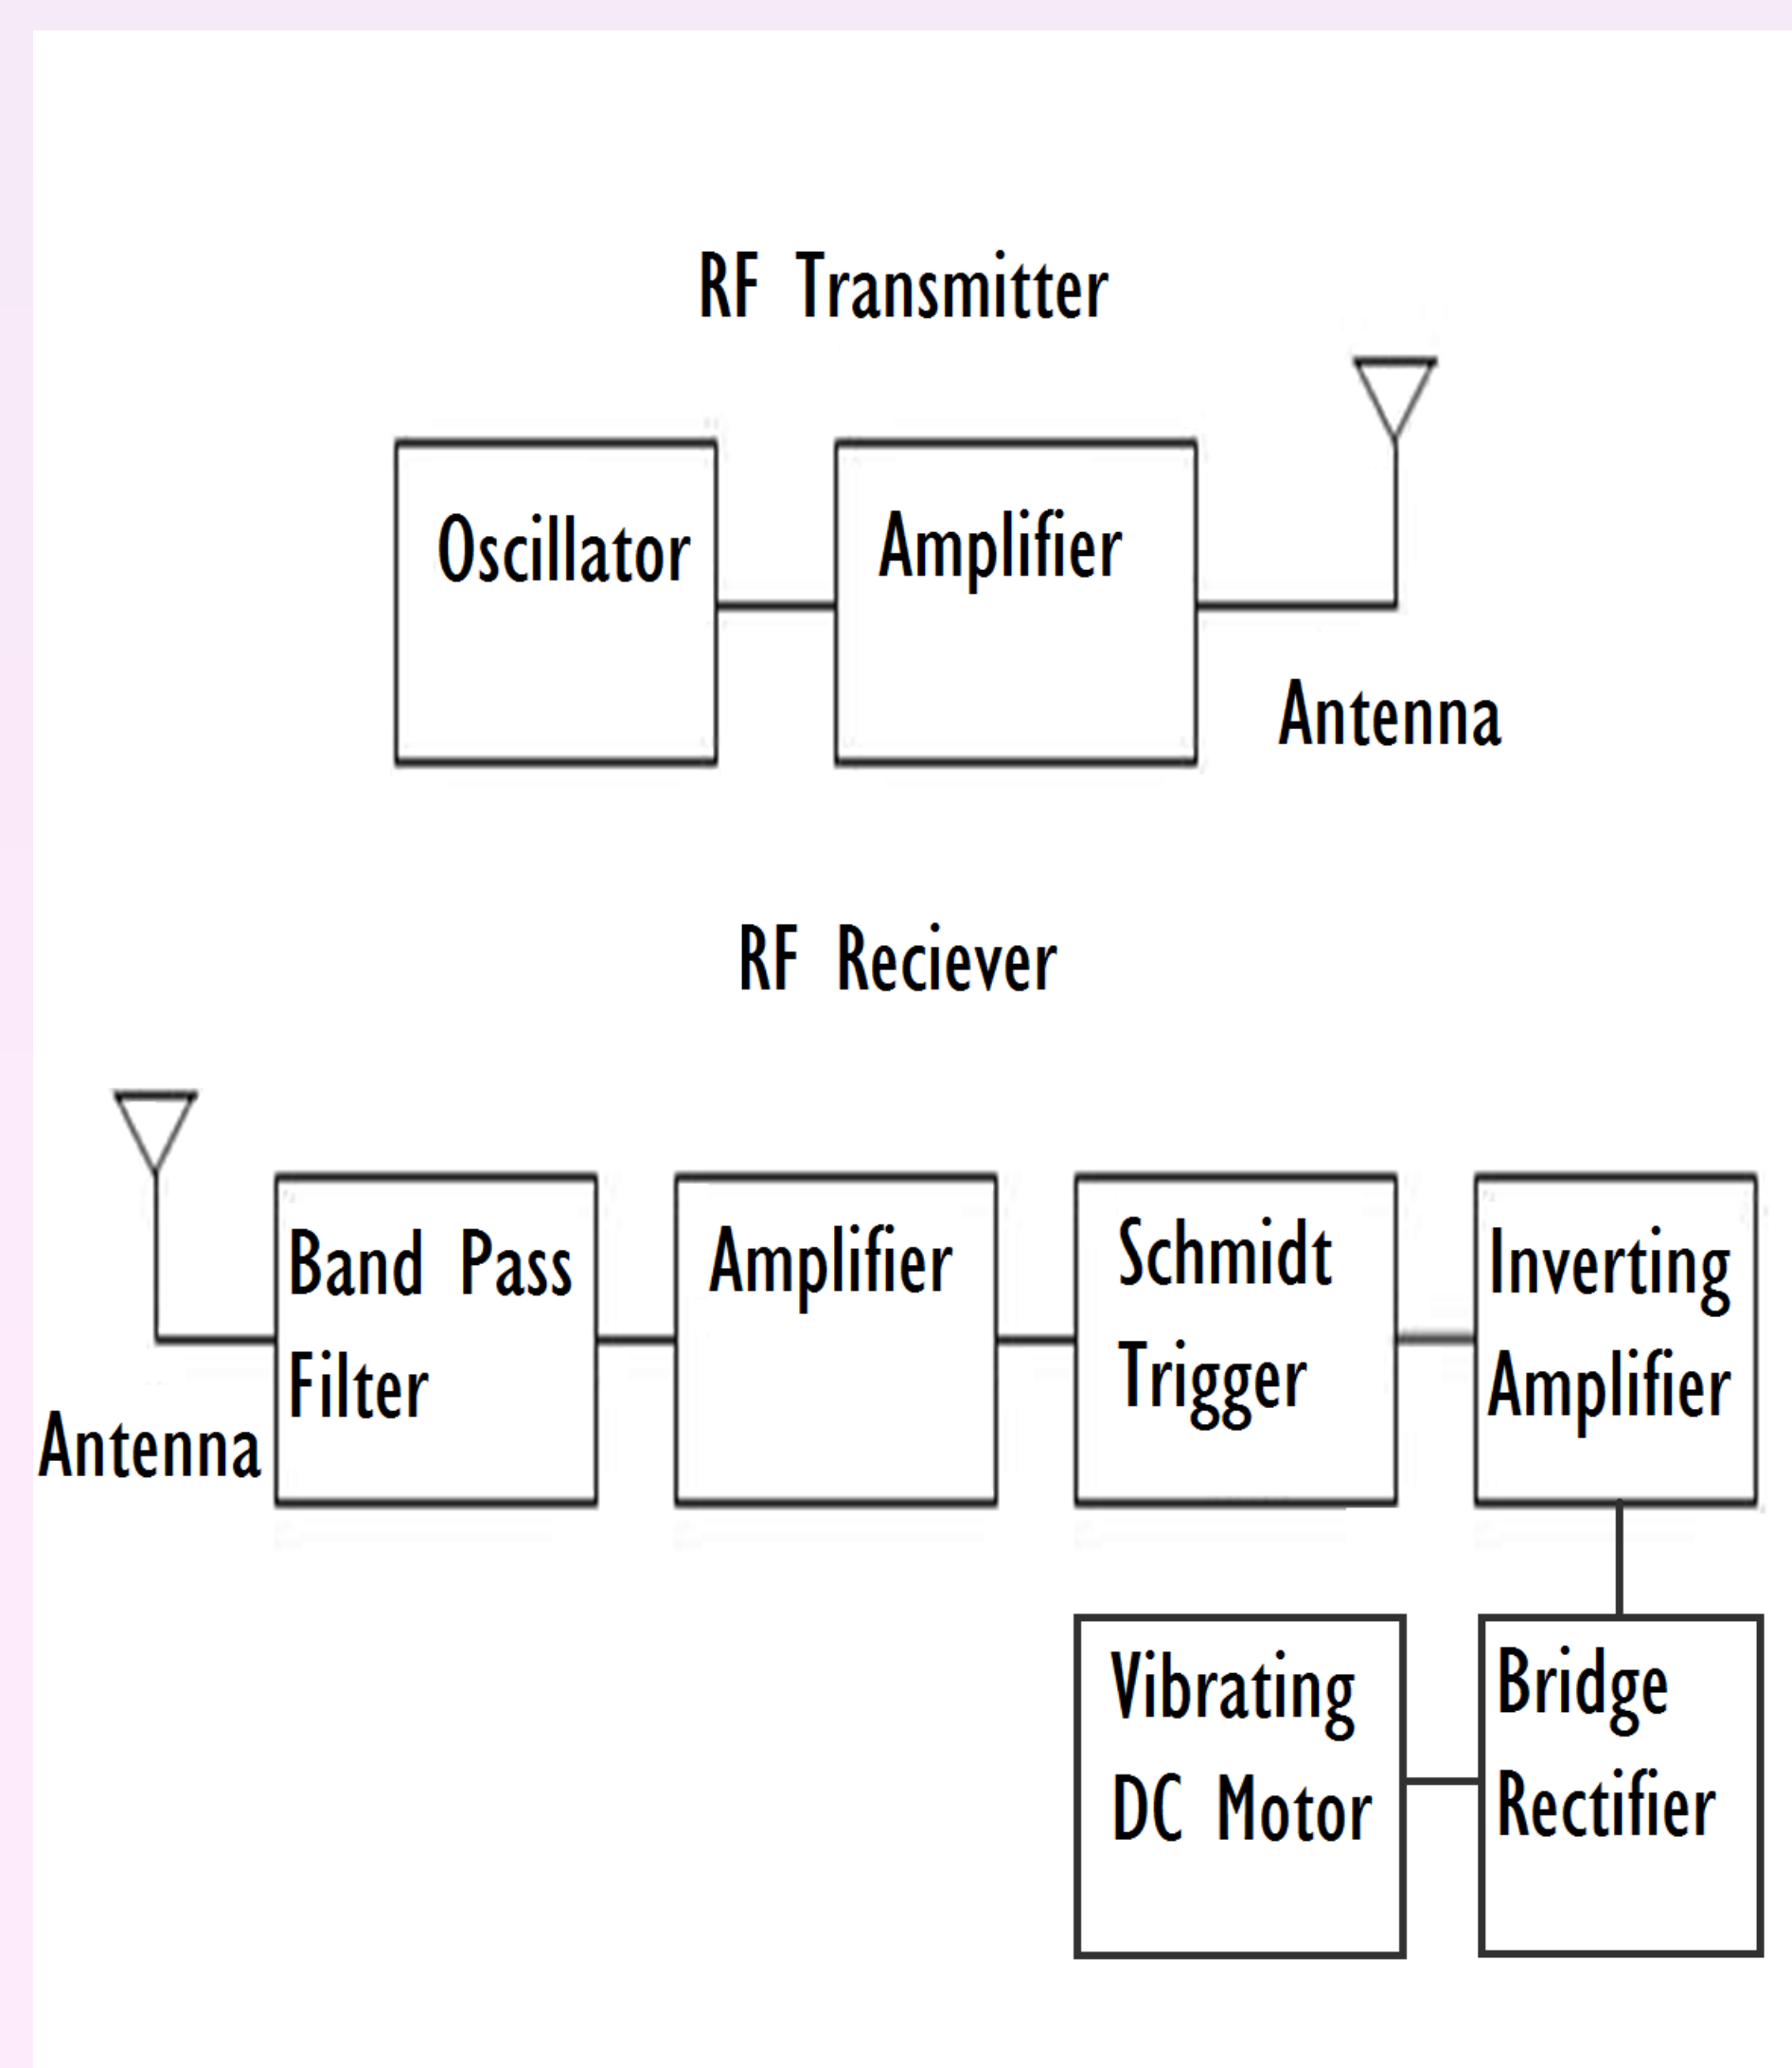 RF Transmitter
Oscillator
Amplifier
Antenna
RF Reciever
Band Pass
Filter
Amplifier
Schmidt
Trigger
Inverting
Amplifier
Antenna
Vibrating
DC Motor
Bridge
Rectifier